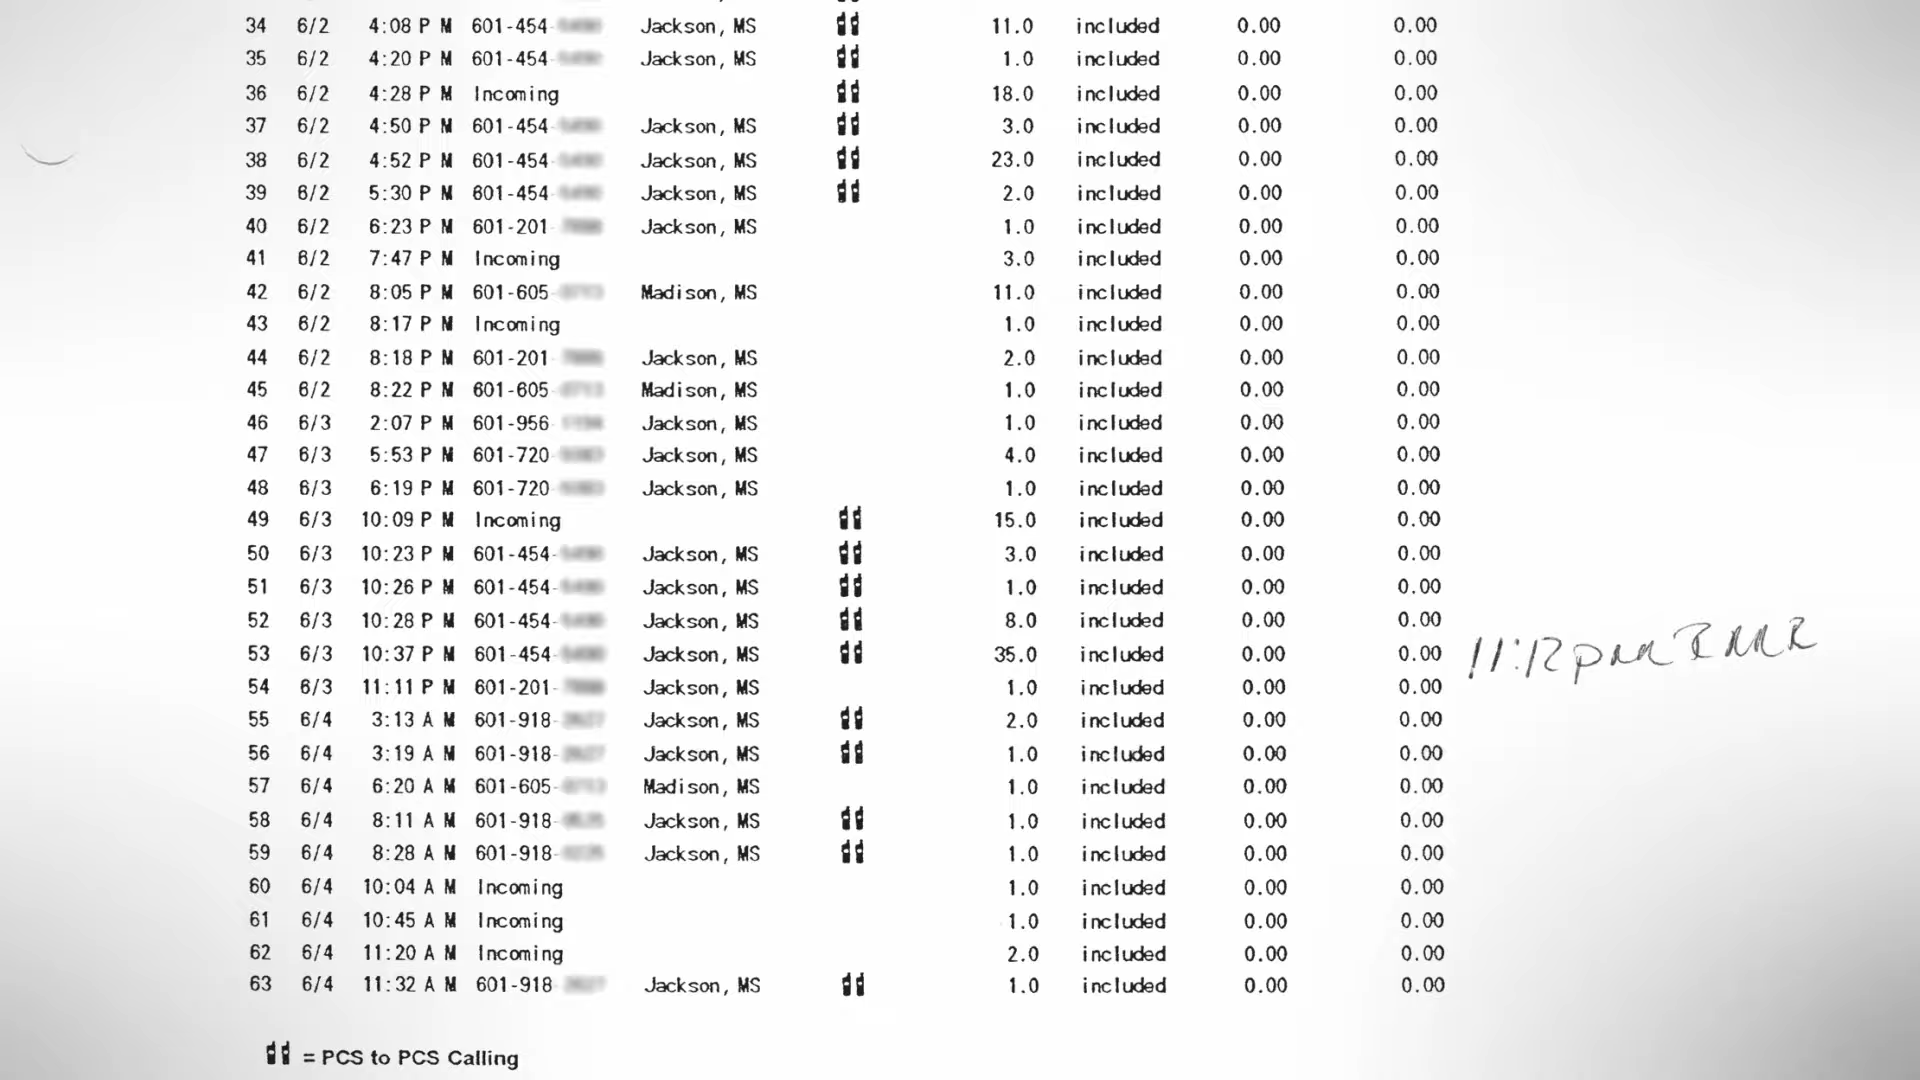 34 6/2 4:08 P M 601-454- Jackson, MS 11.0 included 0.00 0.00
35 6/2 4:20 P M 601-454- Jackson, MS 1.0 included 0.00 0.00
36 6/2 4:28 P M Incoming 18.0 included 0.00 0.00
37 6/2 4:50 P M 601-454- Jackson, MS 3.0 included 0.00 0.00
38 6/2 4:52 P M 601-454- Jackson, MS 23.0 included 0.00 0.00
39 6/2 5:30 P M 601-454- Jackson, MS 2.0 included 0.00 0.00
40 6/2 6:23 P M 601-201- Jackson, MS 1.0 included 0.00 0.00
41 6/2 7:47 P M Incoming 3.0 included 0.00 0.00
42 6/2 8:05 P M 601-605- Madison, MS 11.0 included 0.00 0.00
43 6/2 8:17 P M Incoming 1.0 included 0.00 0.00
44 6/2 8:18 P M 601-201 Jackson, MS 2.0 included 0.00 0.00
45 6/2 8:22 P M 601-605- Madison, MS 1.0 included 0.00 0.00
46 6/3 2:07 P M 601-956 Jackson, MS 1.0 included 0.00 0.00
47 6/3 5:53 P M 601-720- Jackson, MS 4.0 included 0.00 0.00
48 6/3 6:19 P M 601-720- Jackson, MS 1.0 included 0.00 0.00
49 6/3 10:09 P M Incoming 15.0 included 0.00 0.00
50 6/3 10:23 P M 601-454- Jackson, MS 3.0 included 0.00 0.00
51 6/3 10:26 P M 601-454- Jackson, MS 1.0 included 0.00 0.00
52 6/3 10:28 P M 601-454- Jackson, MS 8.0 included 0.00 0.00
53 6/3 10:37 P M 601-454- Jackson, MS 35.0 included 0.00 0.00 11:12pm
54 6/3 11:11 P M 601-201- Jackson, MS 1.0 included 0.00 0.00
55 6/4 3:13 A M 601-918- Jackson, MS 2.0 included 0.00 0.00
56 6/4 3:19 A M 601-918- Jackson, MS 1.0 included 0.00 0.00
57 6/4 6:20 A M 601-605- Madison, MS 1.0 included 0.00 0.00
58 6/4 8:11 A M 601-918- Jackson, MS 1.0 included 0.00 0.00
59 6/4 8:28 A M 601-918- Jackson, MS 1.0 included 0.00 0.00
60 6/4 10:04 A M Incoming 1.0 included 0.00 0.00
61 6/4 10:45 A M Incoming 1.0 included 0.00 0.00
62 6/4 11:20 A M Incoming 2.0 included 0.00 0.00
63 6/4 11:32 A M 601-918- Jackson, MS 1.0 included 0.00 0.00
= PCS to PCS Calling